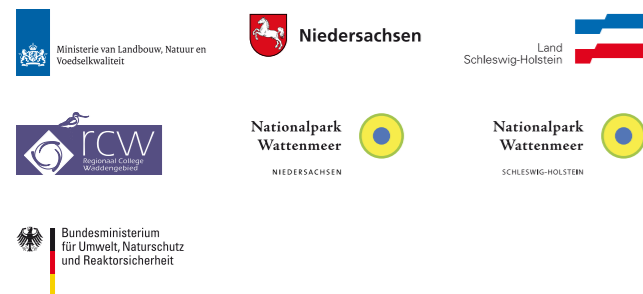 Ministerie van Landbouw, Natuur en
Voedselkwaliteit
Niedersachsen
Land
Schleswig-Holstein
rcw
Regionaal College
Waddengebied
Nationalpark
Wattenmeer
NIEDERSACHSEN
Nationalpark
Wattenmeer
SCHLESWIG-HOLSTEIN
Bundesministerium
für Umwelt, Naturschutz
und Reaktorsicherheit